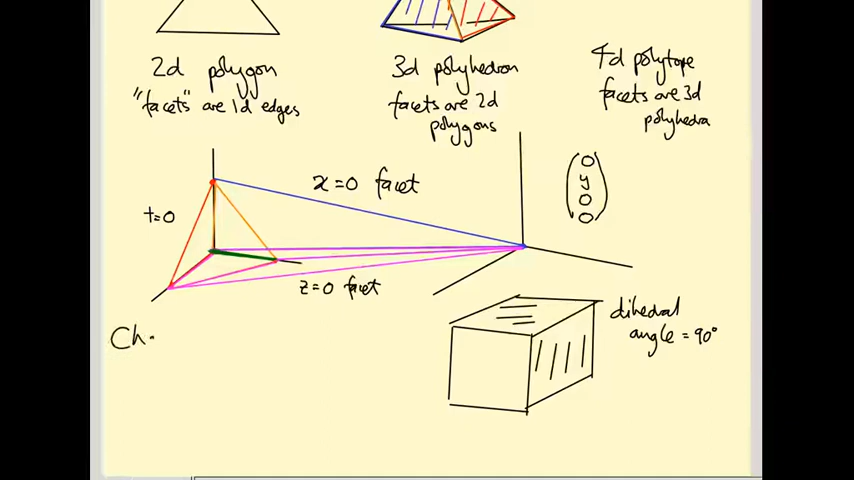 2d polygon
"facets" are 1d edges
3d polyhedron
facets are 2d
polygons
4d polytope
facets are 3d
polyhedra
x=0 facet
t=0
z=0 facet
0
y
0
0
dihedral
angle = 90°
Ch.